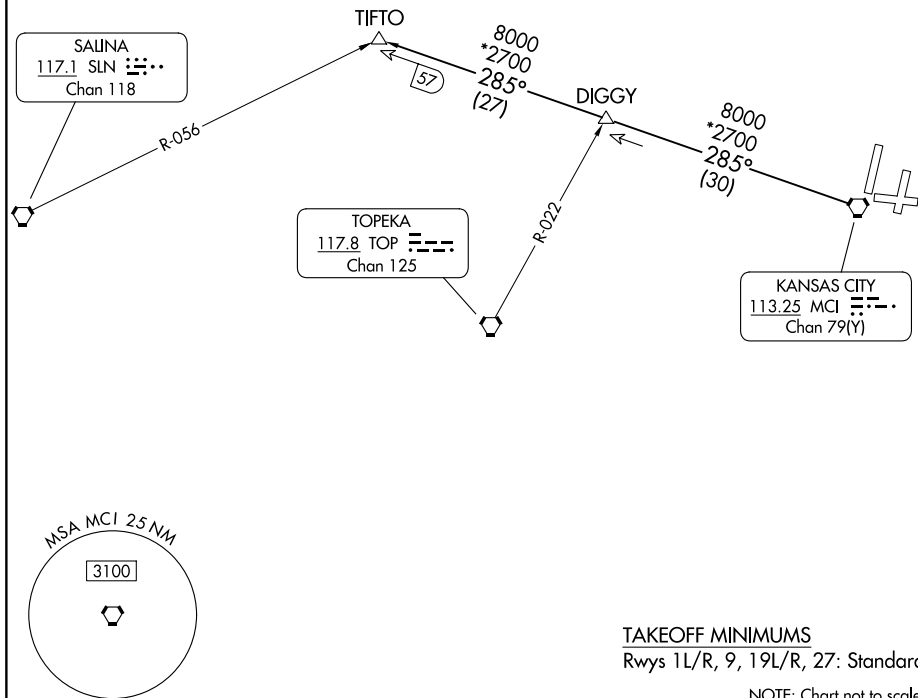 TIFTO
SALINA
117.1 SLN
Chan 118
57
8000
*2700
285°
(27)
DIGGY
8000
*2700
285°
(30)
R-056
TOPEKA
117.8 TOP
Chan 125
R-022
KANSAS CITY
113.25 MCI
Chan 79(Y)
MSA MCI 25 NM
3100
TAKEOFF MINIMUMS
Rwys 1L/R, 9, 19L/R, 27: Standard
NOTE: Chart not to scale